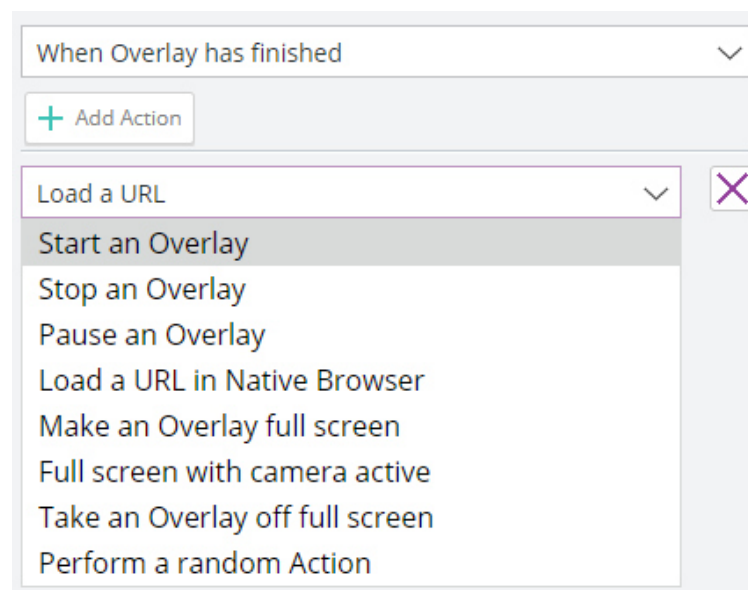 When Overlay has finished
Add Action
Load a URL
Start an Overlay
Stop an Overlay
Pause an Overlay
Load a URL in Native Browser
Make an Overlay full screen
Full screen with camera active
Take an Overlay off full screen
Perform a random Action